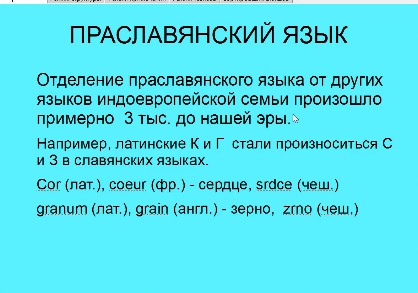 ПРАСЛАВЯНСКИЙ ЯЗЫК
Отделение праславянского языка от других
языков индоевропейской семьи произошло
примерно 3 тыс. до нашей эры.
Например, латинские К и Г стали произноситься С
и З в славянских языках.
Cor (лат.), coeur (фр.) - сердце, srdce (чеш.)
granum (лат.), grain (англ.) - зерно, zrno (чеш.)